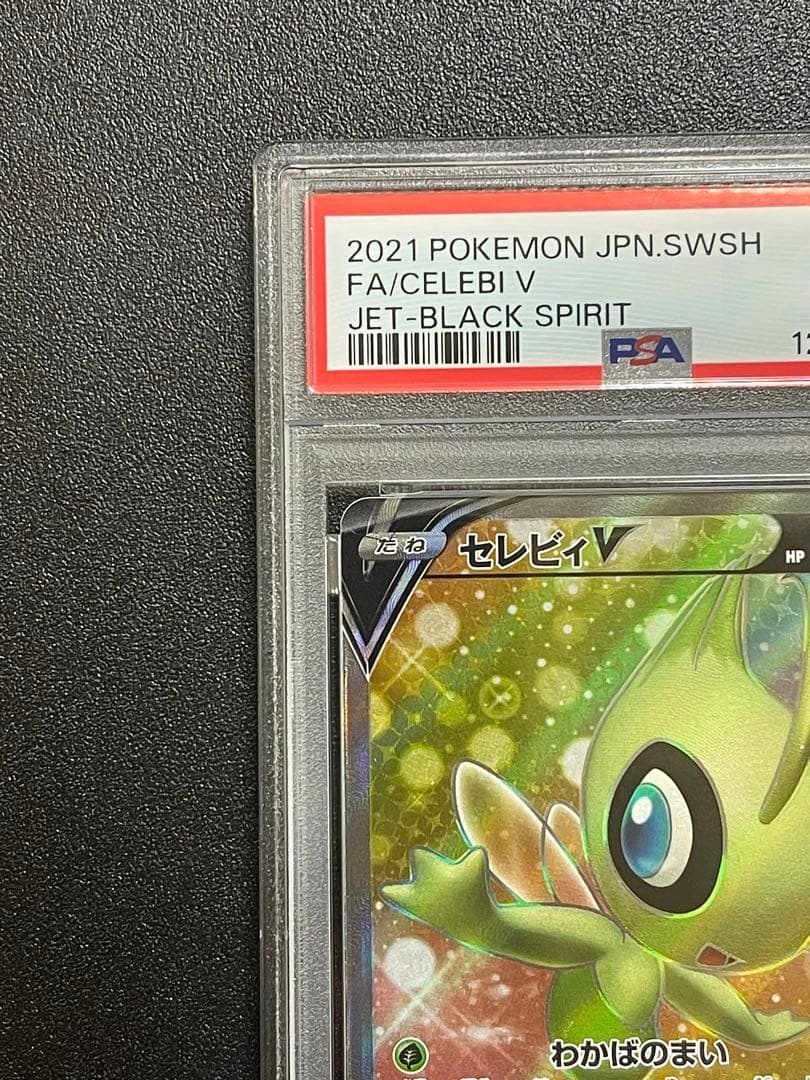 2021 POKEMON JPN.SWSH
FA/CELEBI V
JET-BLACK SPIRIT
PSA
たね セレビィV HP
わかばのまい